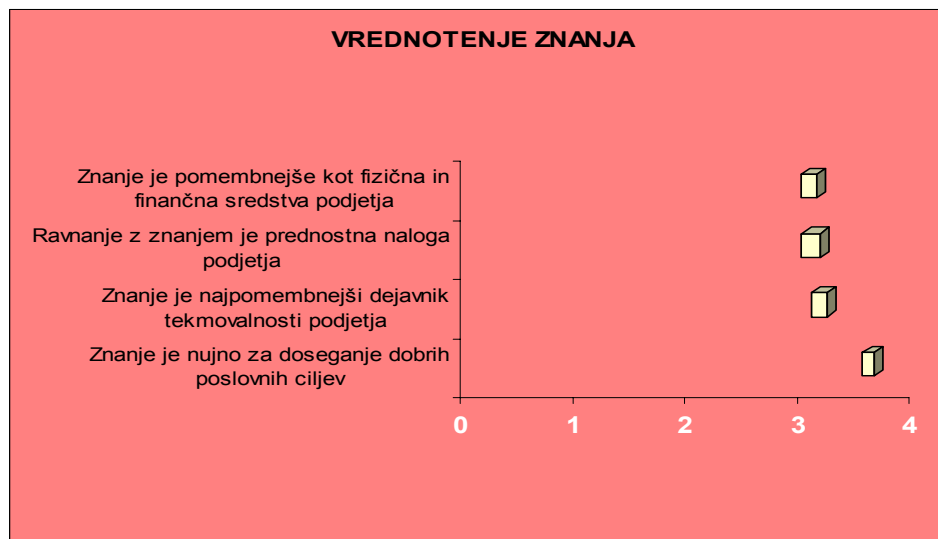 VREDNOTENJE ZNANJA
Znanje je pomembnejše kot fizična in
finančna sredstva podjetja
Ravnanje z znanjem je prednostna naloga
podjetja
Znanje je najpomembnejši dejavnik
tekmovalnosti podjetja
Znanje je nujno za doseganje dobrih
poslovnih ciljev
0 1 2 3 4